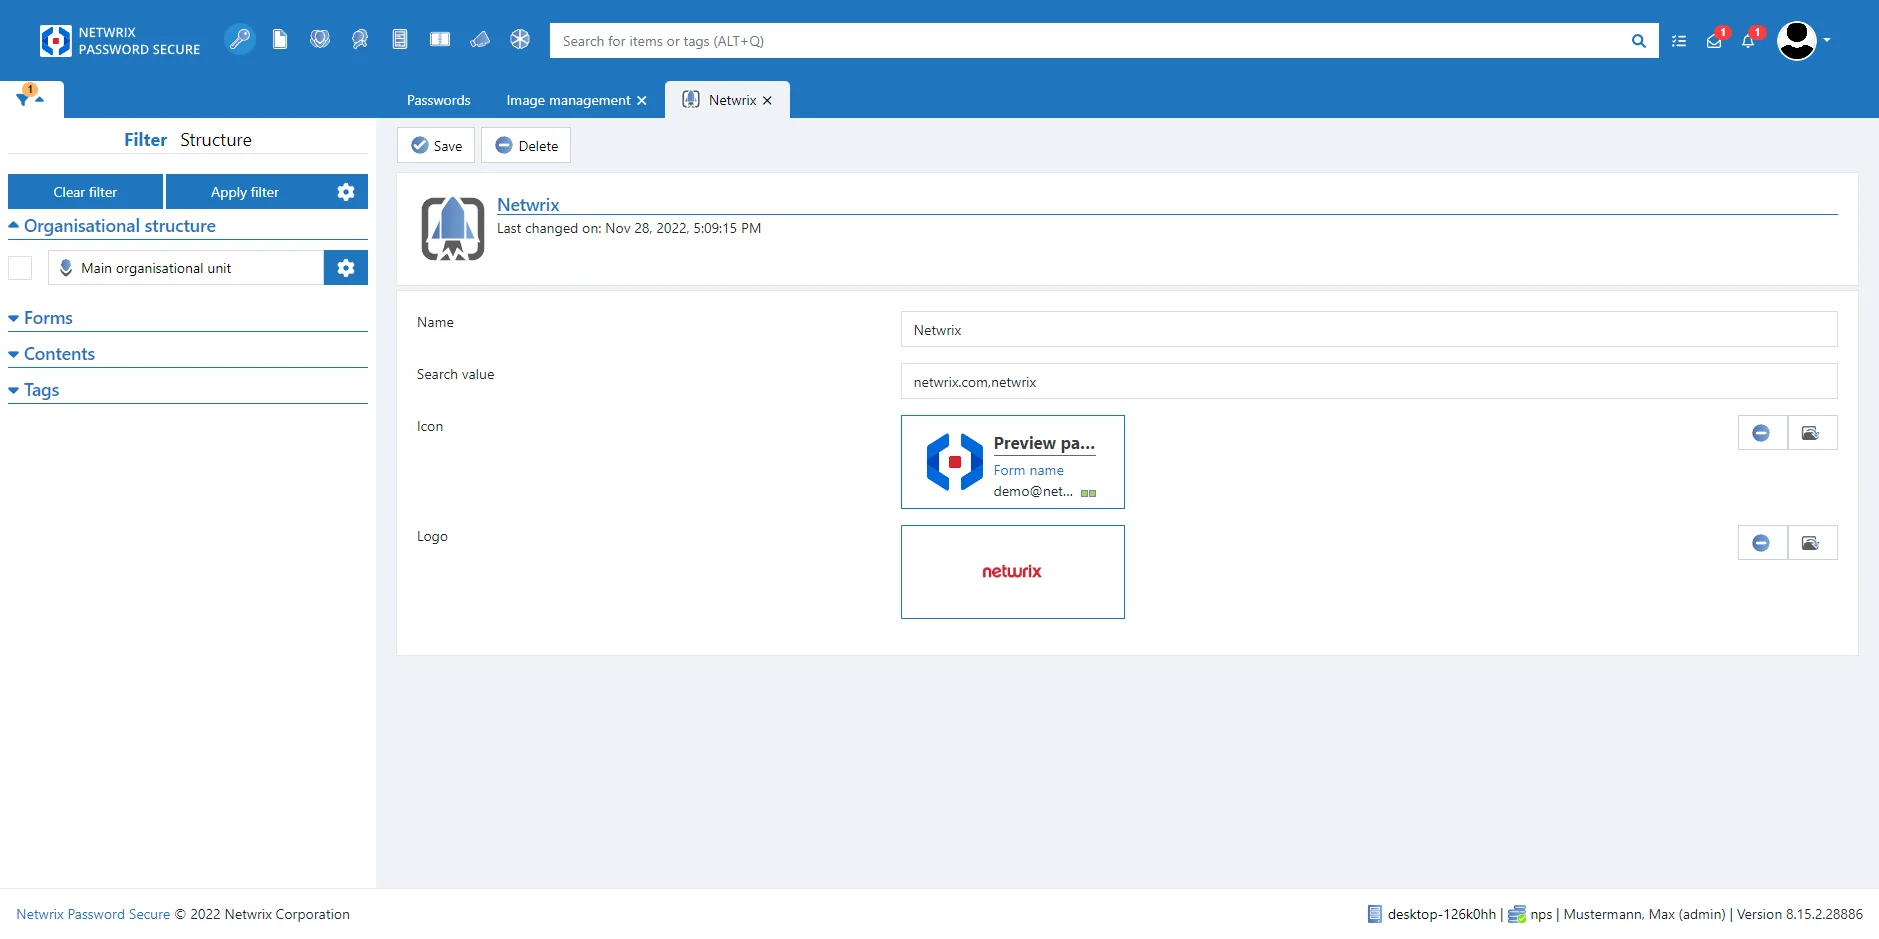 NETWRIX
PASSWORD SECURE
Search for items or tags (ALT+Q)
1
1
1
Passwords
Image management
Netwrix
Filter
Structure
Save
Delete
Clear filter
Apply filter
Netwrix
Last changed on: Nov 28, 2022, 5:09:15 PM
Organisational structure
Main organisational unit
Forms
Contents
Tags
Name
Netwrix
Search value
netwrix.com,netwrix
Icon
Preview pa...
Form name
demo@net...
Logo
netwrix
Netwrix Password Secure © 2022 Netwrix Corporation
desktop-126k0hh | nps | Mustermann, Max (admin) | Version 8.15.2.28886